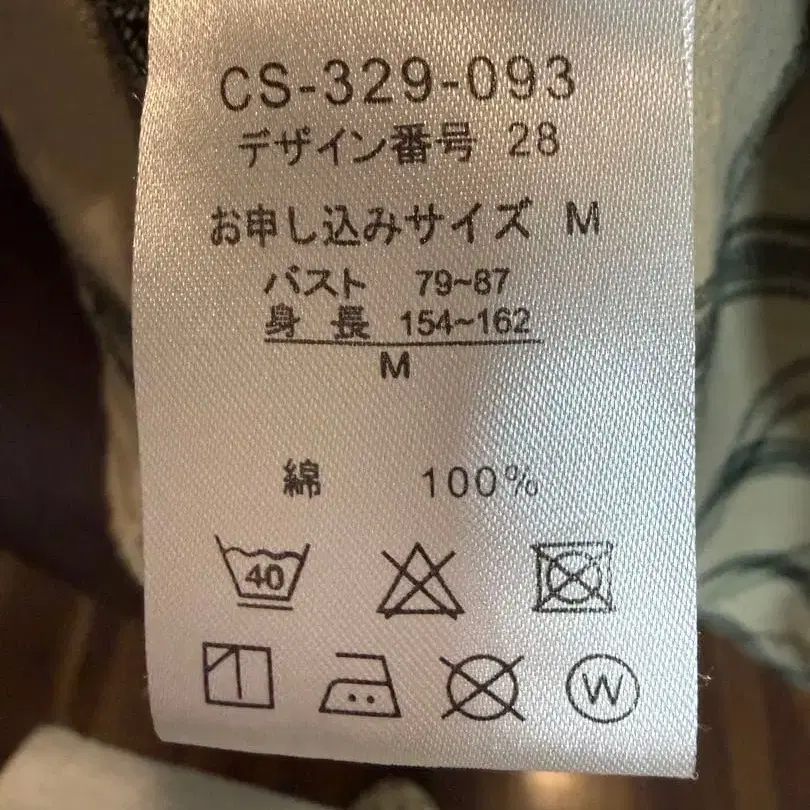 CS-329-093
デザイン番号 28
お申し込みサイズ M
バスト 79~87
身 長 154~162
M
綿 100%
40
W